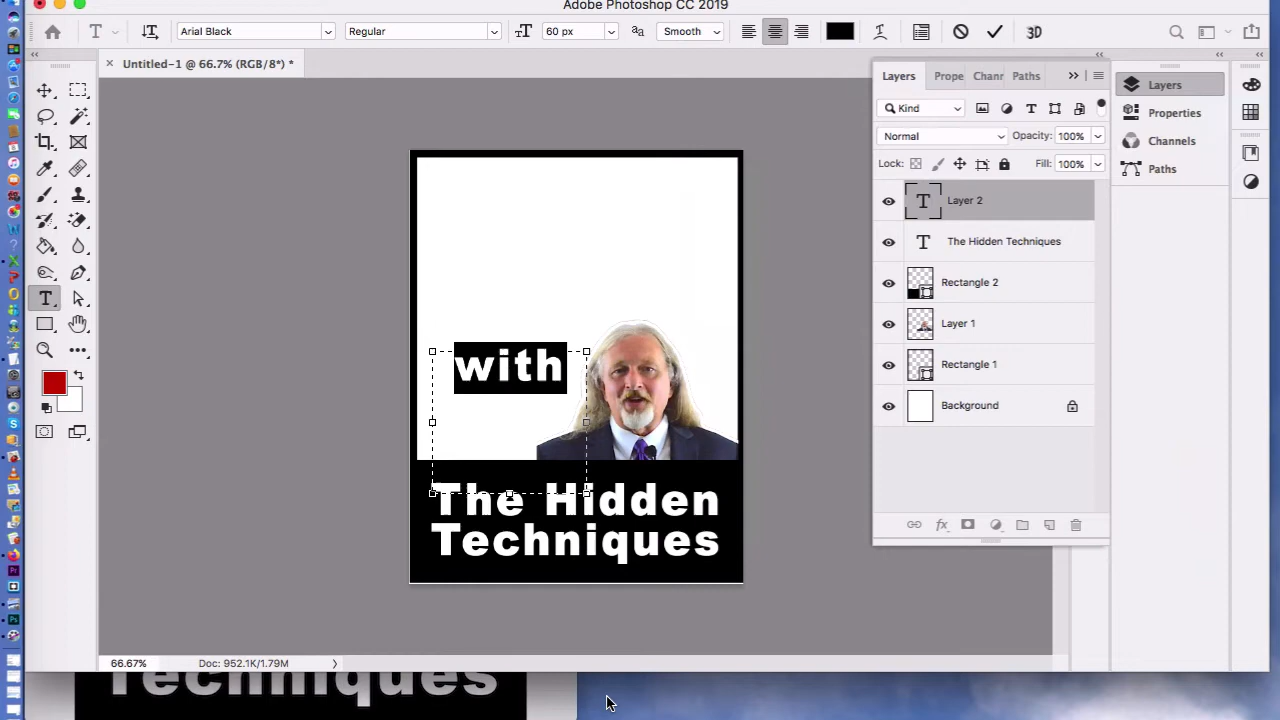 Adobe Photoshop CC 2019
Arial Black
Regular
60 px
Smooth
3D
Untitled-1 @ 66.7% (RGB/8*) *
Layers
Prope
Chanr
Paths
Kind
Normal
Opacity: 100%
Lock:
Fill: 100%
Layer 2
The Hidden Techniques
Rectangle 2
Layer 1
Rectangle 1
Background
Layers
Properties
Channels
Paths
with
The Hidden
Techniques
66.67%
Doc: 952.1K/1.79M
Techniques